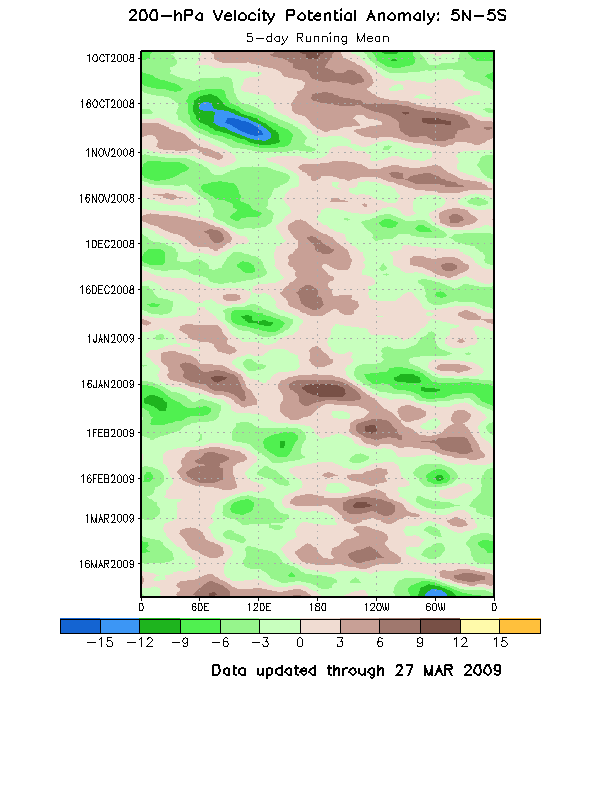 200-hPa Velocity Potential Anomaly: 5N-5S
5-day Running Mean
1OCT2008
16OCT2008
1NOV2008
16NOV2008
1DEC2008
16DEC2008
1JAN2009
16JAN2009
1FEB2009
16FEB2009
1MAR2009
16MAR2009
0 60E 120E 180 120W 60W 0
-15 -12 -9 -6 -3 0 3 6 9 12 15
Data updated through 27 MAR 2009